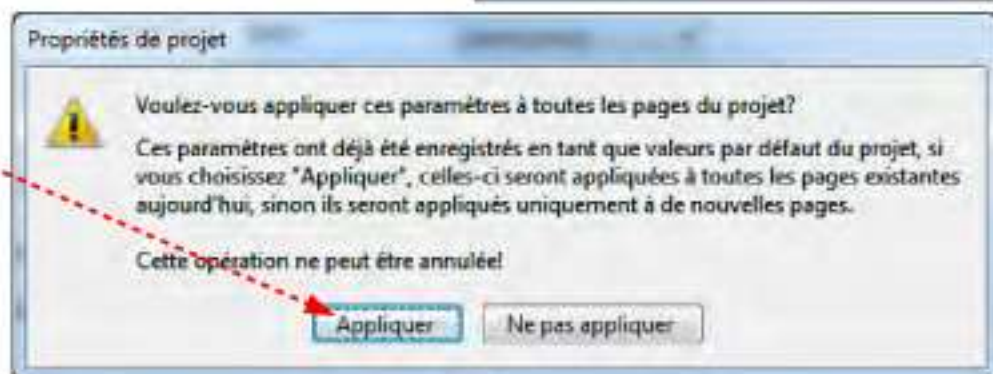 Propriétés de projet
Voulez-vous appliquer ces paramètres à toutes les pages du projet?
Ces paramètres ont déjà été enregistrés en tant que valeurs par défaut du projet, si
vous choisissez "Appliquer", celles-ci seront appliquées à toutes les pages existantes
aujourd'hui, sinon ils seront appliqués uniquement à de nouvelles pages.
Cette opération ne peut être annulée!
Appliquer
Ne pas appliquer